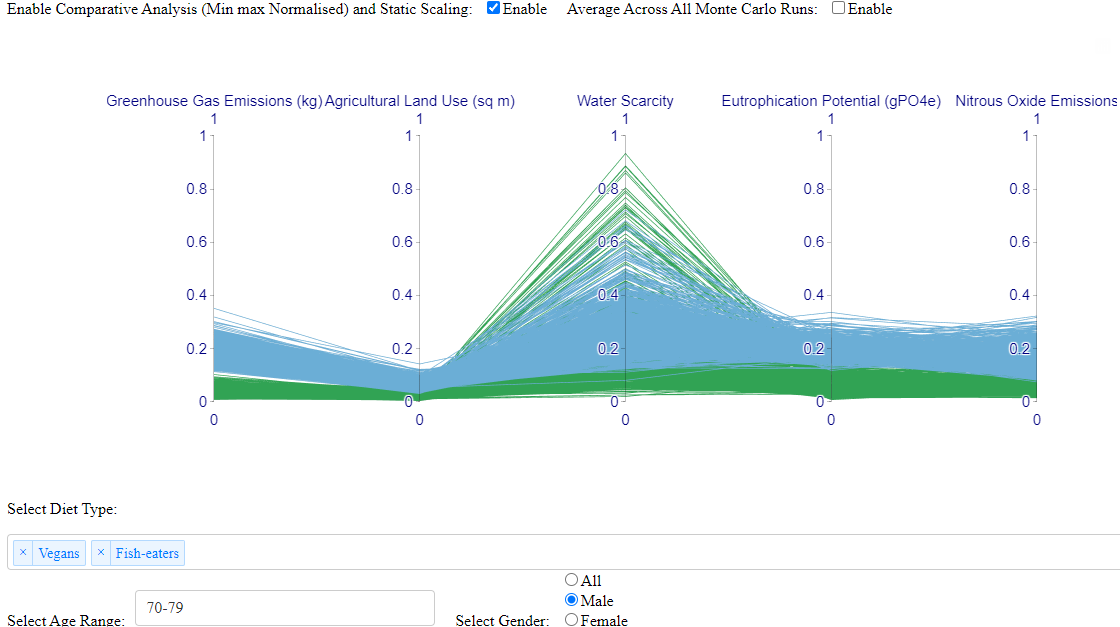 Enable Comparative Analysis (Min max Normalised) and Static Scaling: Enable Average Across All Monte Carlo Runs: Enable
Greenhouse Gas Emissions (kg) Agricultural Land Use (sq m) Water Scarcity Eutrophication Potential (gPO4e) Nitrous Oxide Emissions
1 1 1 1 1
1 1 1 1 1
0.8 0.8 0.8 0.8 0.8
0.6 0.6 0.6 0.6 0.6
0.4 0.4 0.4 0.4 0.4
0.2 0.2 0.2 0.2 0.2
0 0 0 0 0
0 0 0 0 0
Select Diet Type:
× Vegans × Fish-eaters
All
Male
Select Age Range: 70-79 Select Gender: Female